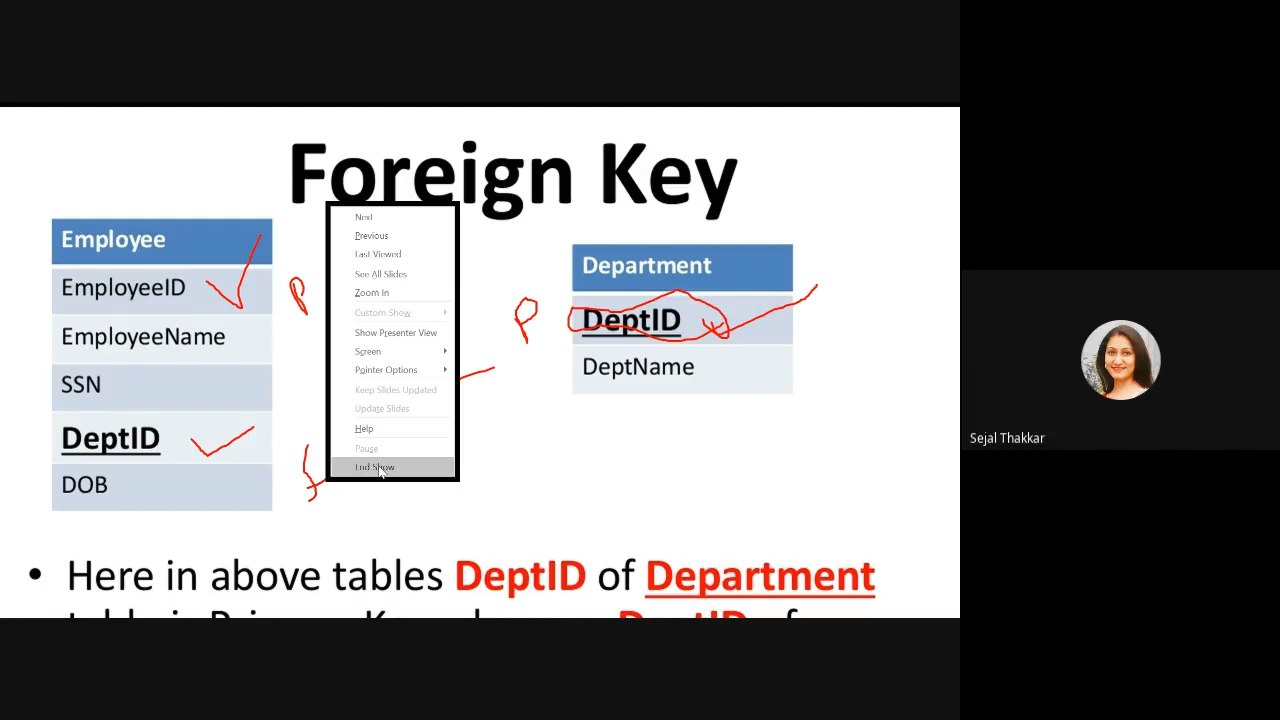 Foreign Key
Employee
EmployeeID
EmployeeName
SSN
DeptID
DOB
P
Next
Previous
Last Viewed
See All Slides
Zoom In
Custom Show
Show Presenter View
Screen
Pointer Options
Keep Slides Updated
Update Slides
Help
Pause
End Show
P
Department
DeptID
DeptName
• Here in above tables DeptID of Department
Sejal Thakkar